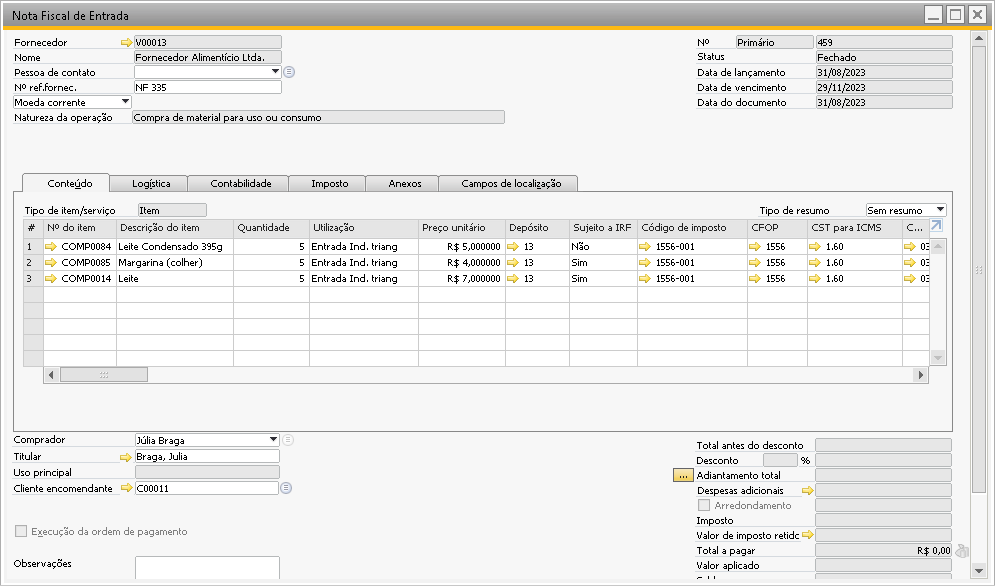 Nota Fiscal de Entrada
Fornecedor V00013
Nome Fornecedor Alimentício Ltda.
Pessoa de contato
Nº ref.fornec. NF 335
Moeda corrente
Natureza da operação Compra de material para uso ou consumo
Nº Primário 459
Status Fechado
Data de lançamento 31/08/2023
Data de vencimento 29/11/2023
Data do documento 31/08/2023
Conteúdo Logística Contabilidade Imposto Anexos Campos de localização
Tipo de item/serviço Item Tipo de resumo Sem resumo
# Nº do item Descrição do item Quantidade Utilização Preço unitário Depósito Sujeito a IRF Código de imposto CFOP CST para ICMS C...
1 COMP0084 Leite Condensado 395g 5 Entrada Ind. triang R$ 5,000000 13 Não 1556-001 1556 1.60 03
2 COMP0085 Margarina (colher) 5 Entrada Ind. triang R$ 4,000000 13 Sim 1556-001 1556 1.60 03
3 COMP0014 Leite 5 Entrada Ind. triang R$ 7,000000 13 Sim 1556-001 1556 1.60 03
Comprador Júlia Braga
Titular Braga, Julia
Uso principal
Cliente encomendante C00011
Execução da ordem de pagamento
Observações
Total antes do desconto
Desconto %
... Adiantamento total
Despesas adicionais
Arredondamento
Imposto
Valor de imposto retido
Total a pagar R$ 0,00
Valor aplicado